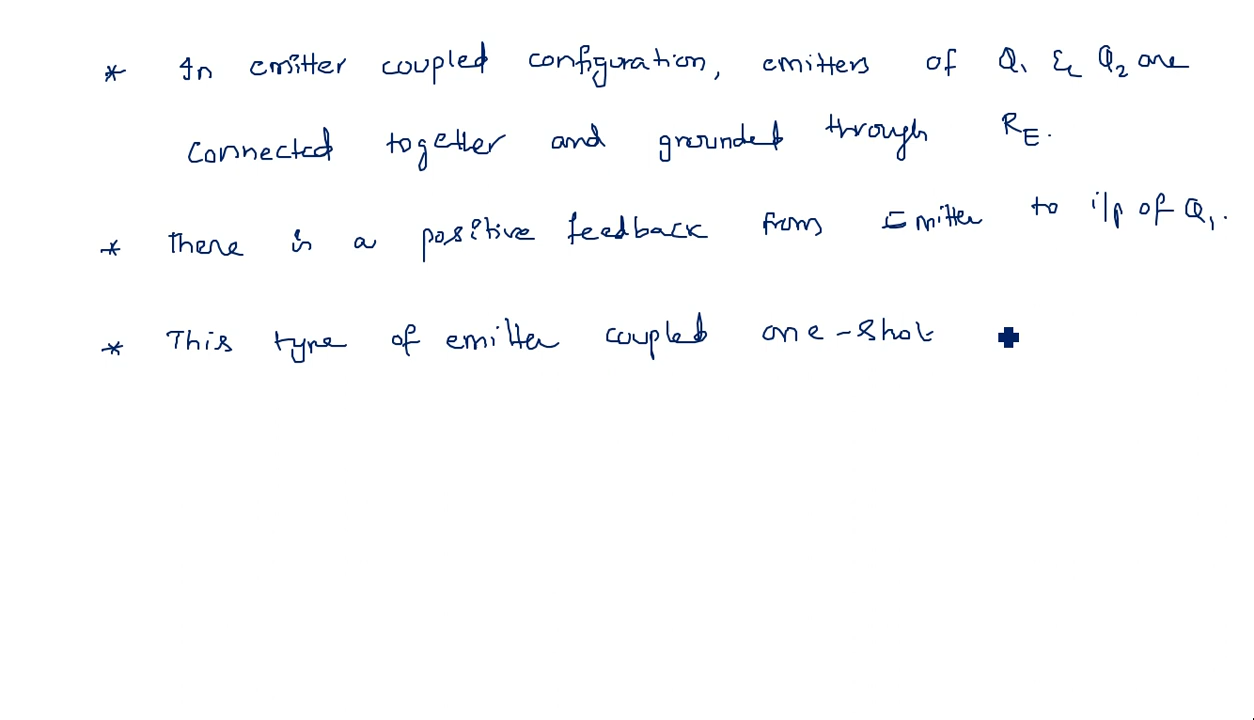 * In emitter coupled configuration, emitters of Q1 & Q2 are
connected together and grounded through RE.
* There is a positive feedback from Emitter to i/p of Q1.
* This type of emitter coupled one-shot